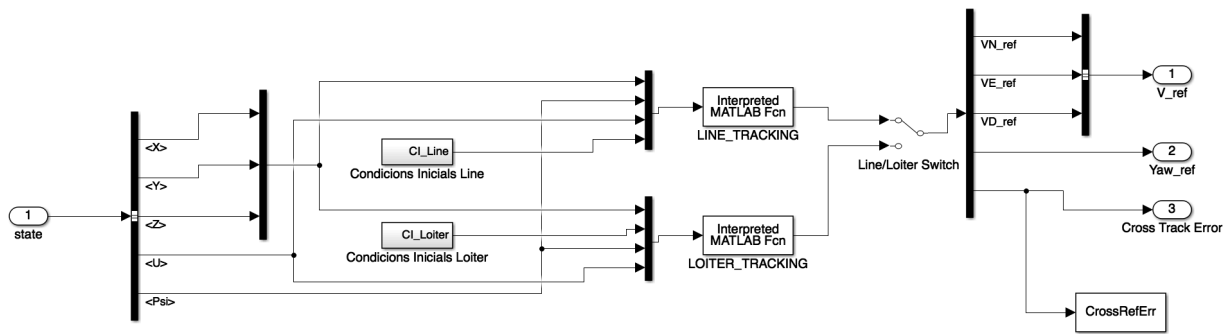 1
state
<X>
<Y>
<Z>
<U>
<Psi>
CI_Line
Condicions Inicials Line
CI_Loiter
Condicions Inicials Loiter
Interpreted
MATLAB Fcn
LINE_TRACKING
Interpreted
MATLAB Fcn
LOITER_TRACKING
Line/Loiter Switch
VN_ref
VE_ref
VD_ref
1
V_ref
2
Yaw_ref
3
Cross Track Error
CrossRefErr